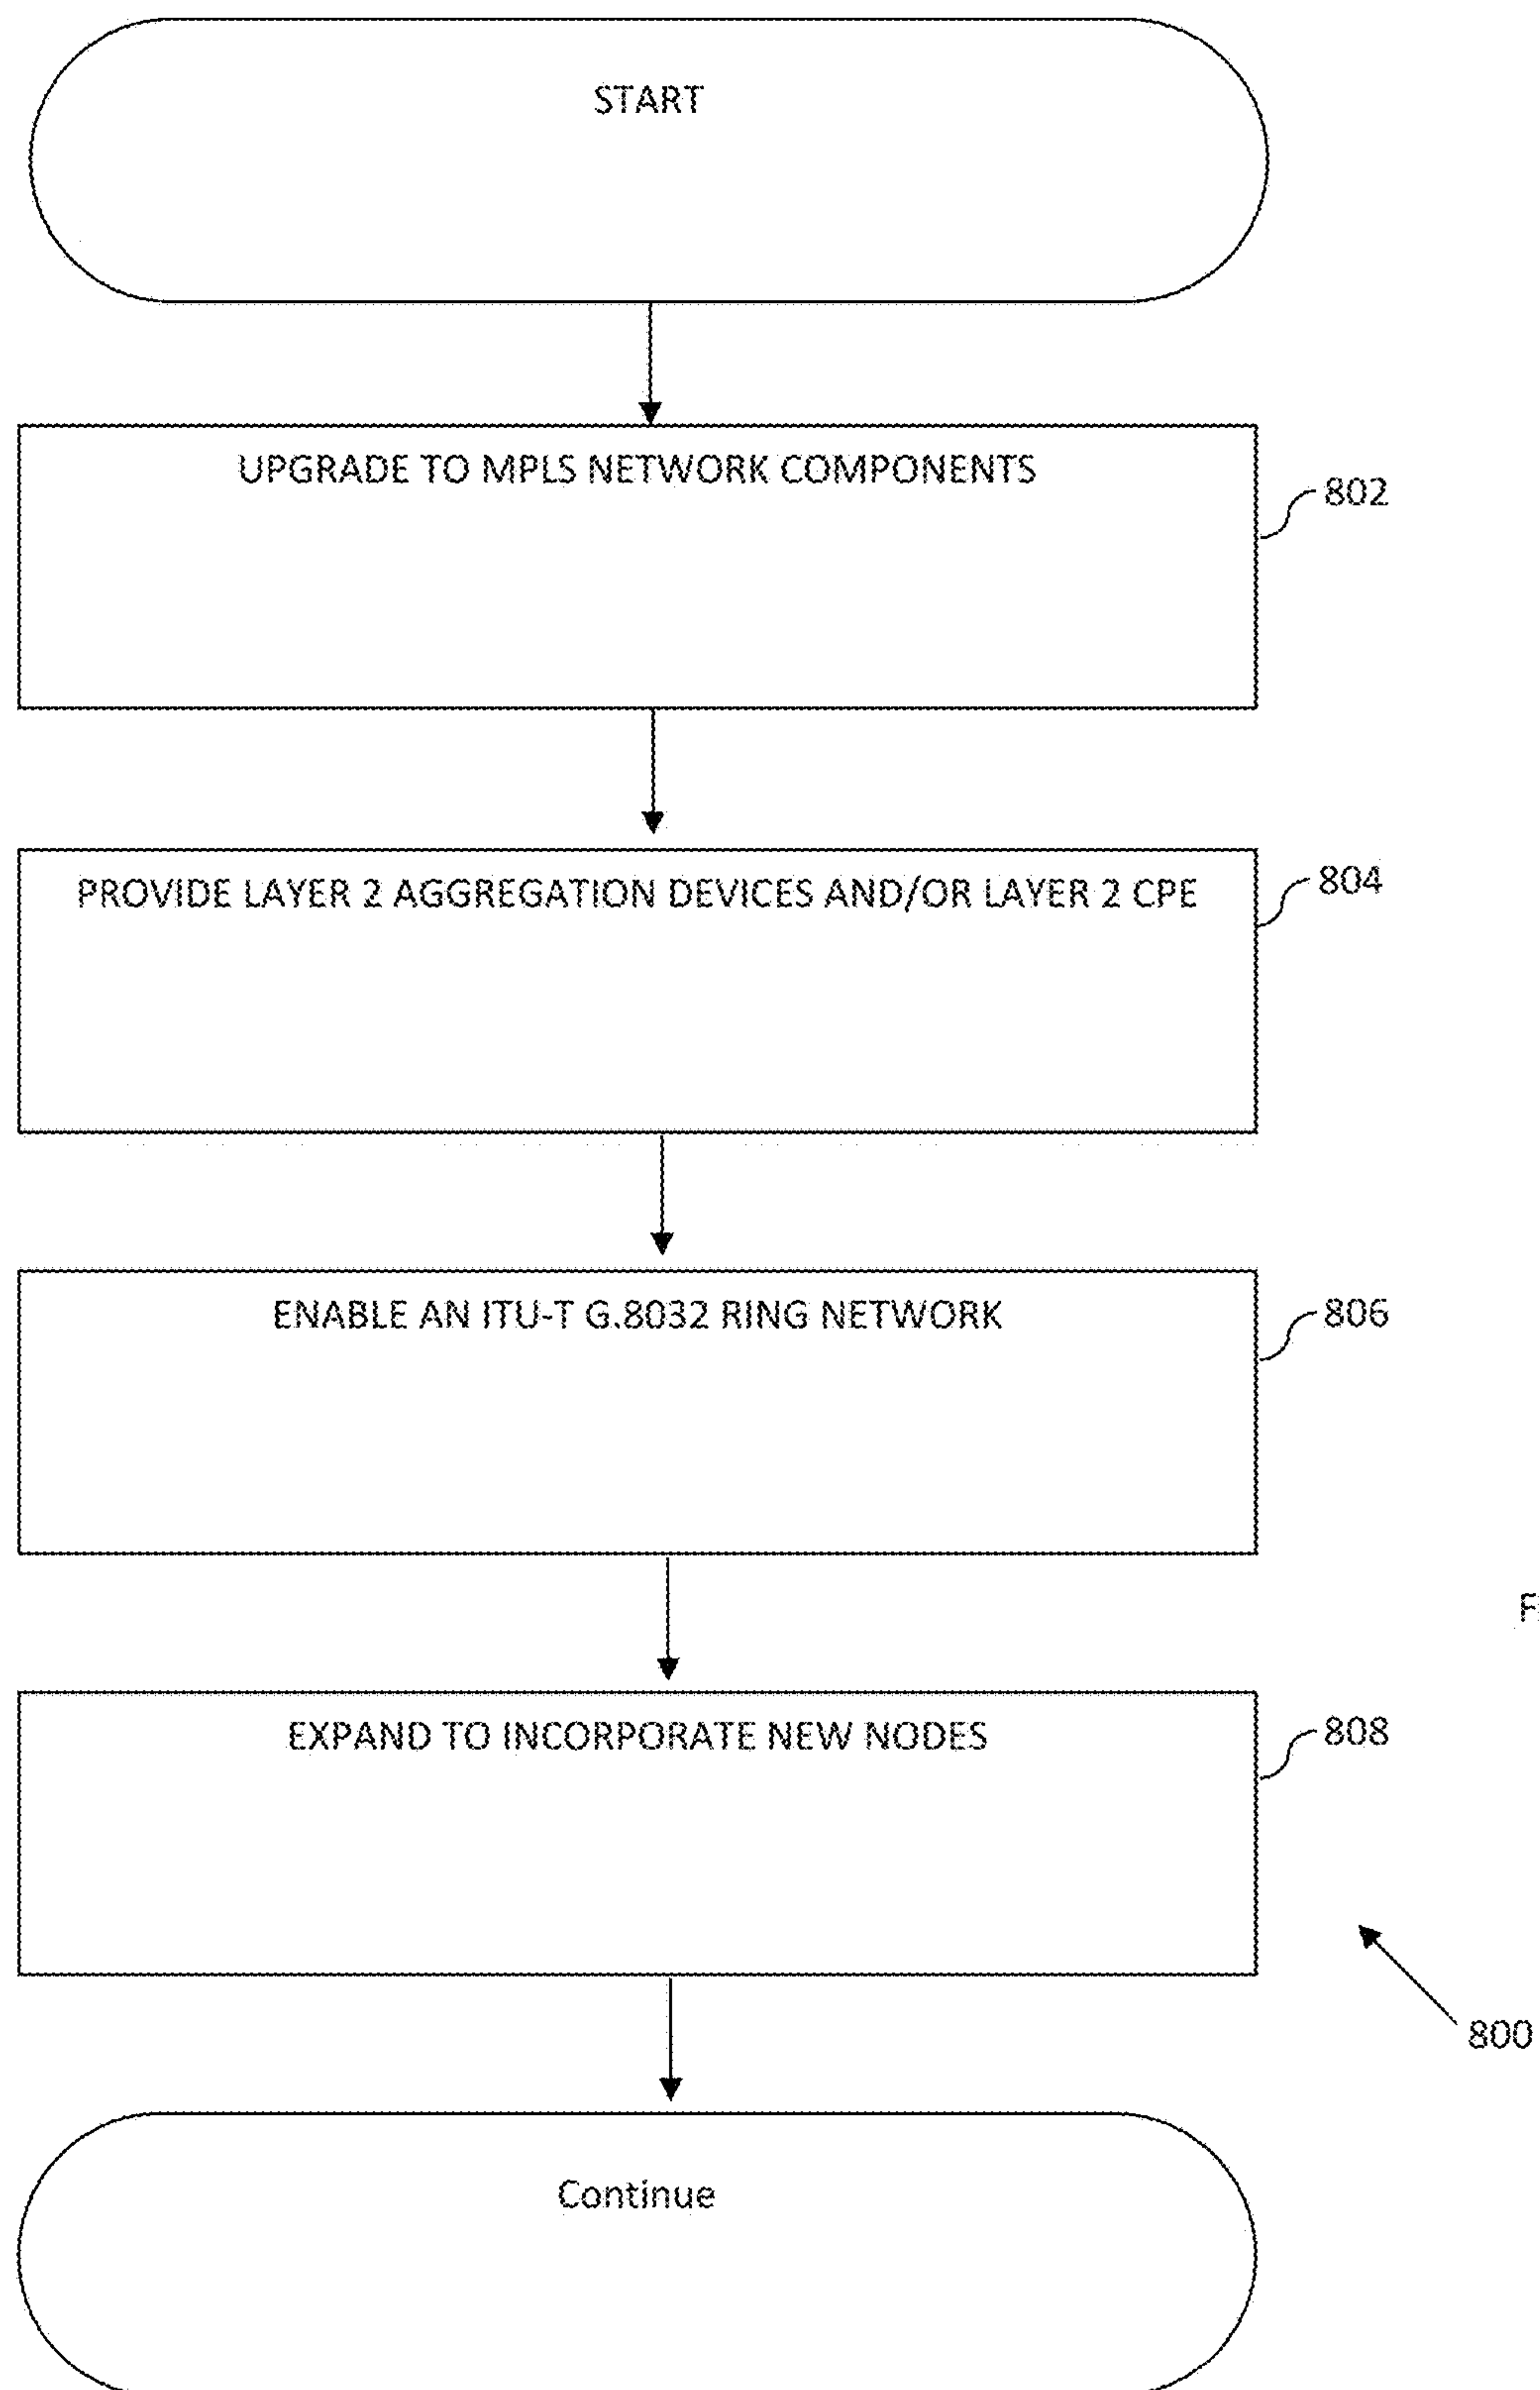 START
UPGRADE TO MPLS NETWORK COMPONENTS
802
PROVIDE LAYER 2 AGGREGATION DEVICES AND/OR LAYER 2 CPE
804
ENABLE AN ITU-T G.8032 RING NETWORK
806
EXPAND TO INCORPORATE NEW NODES
808
800
Continue